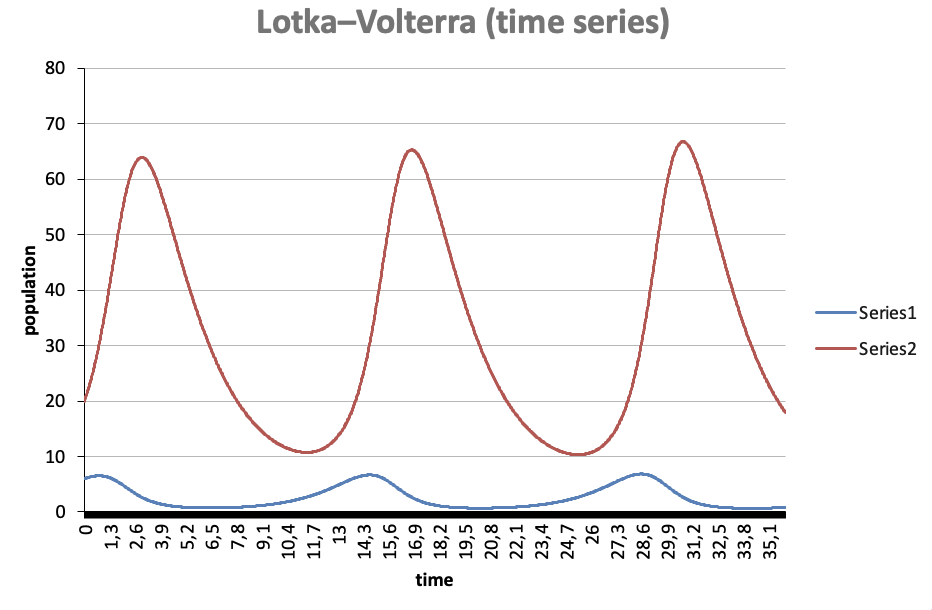 Lotka–Volterra (time series)
80
70
60
50
40
30
20
10
0
population
0 1,3 2,6 3,9 5,2 6,5 7,8 9,1 10,4 11,7 13 14,3 15,6 16,9 18,2 19,5 20,8 22,1 23,4 24,7 26 27,3 28,6 29,9 31,2 32,5 33,8 35,1
time
Series1
Series2